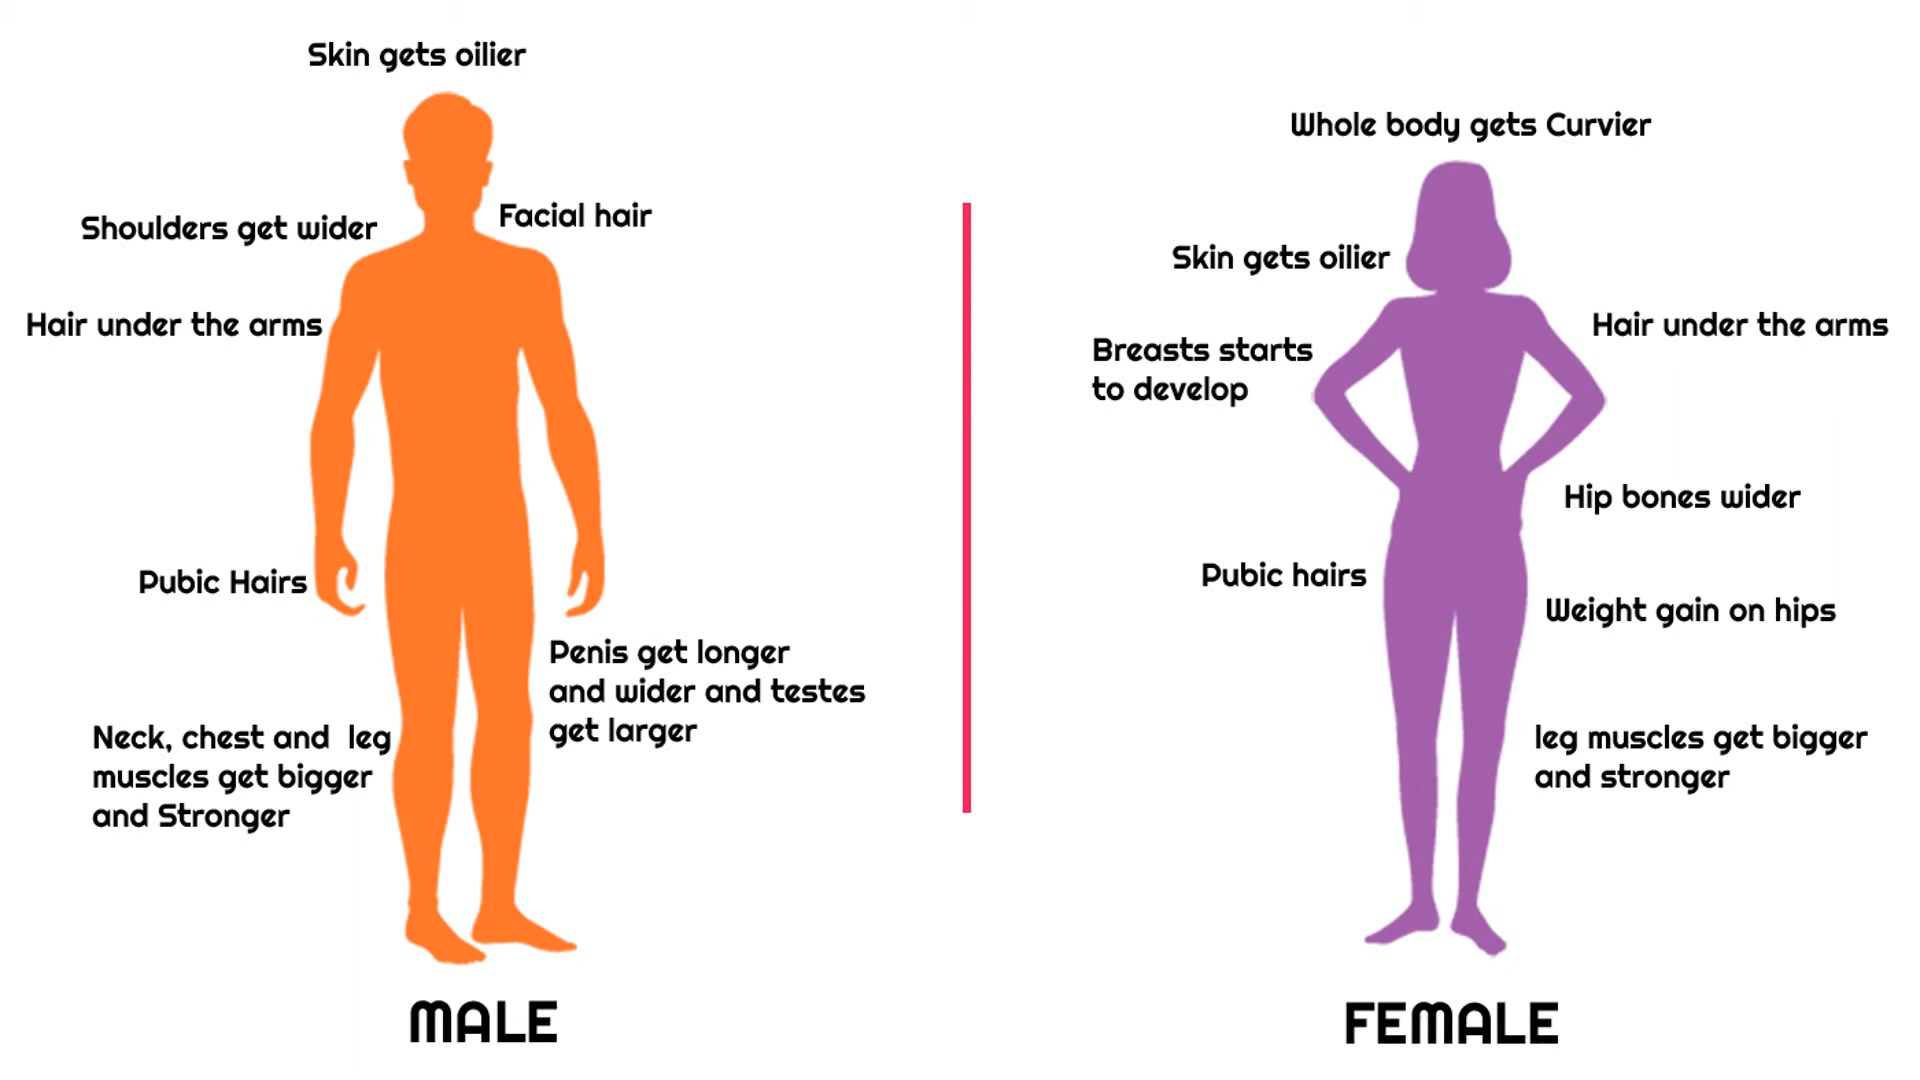 Skin gets oilier
Shoulders get wider
Facial hair
Hair under the arms
Pubic Hairs
Penis get longer
and wider and testes
get larger
Neck, chest and leg
muscles get bigger
and Stronger
MALE
Whole body gets Curvier
Skin gets oilier
Hair under the arms
Breasts starts
to develop
Hip bones wider
Pubic hairs
Weight gain on hips
leg muscles get bigger
and stronger
FEMALE